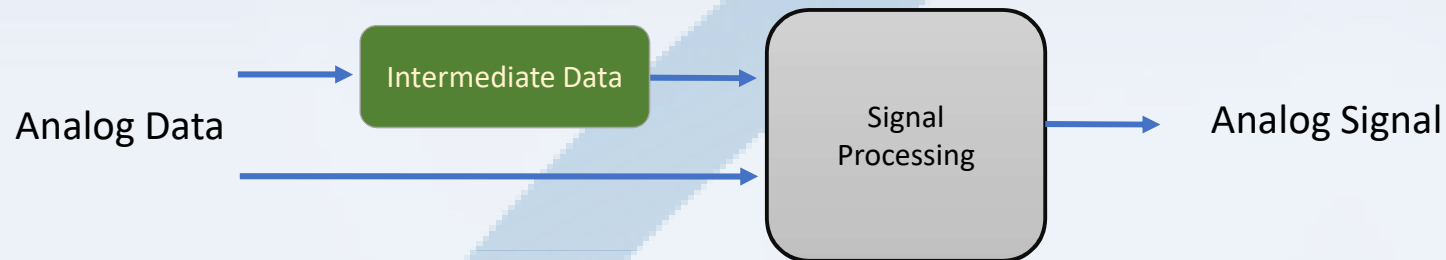 Intermediate Data
Analog Data
Signal
Processing
Analog Signal